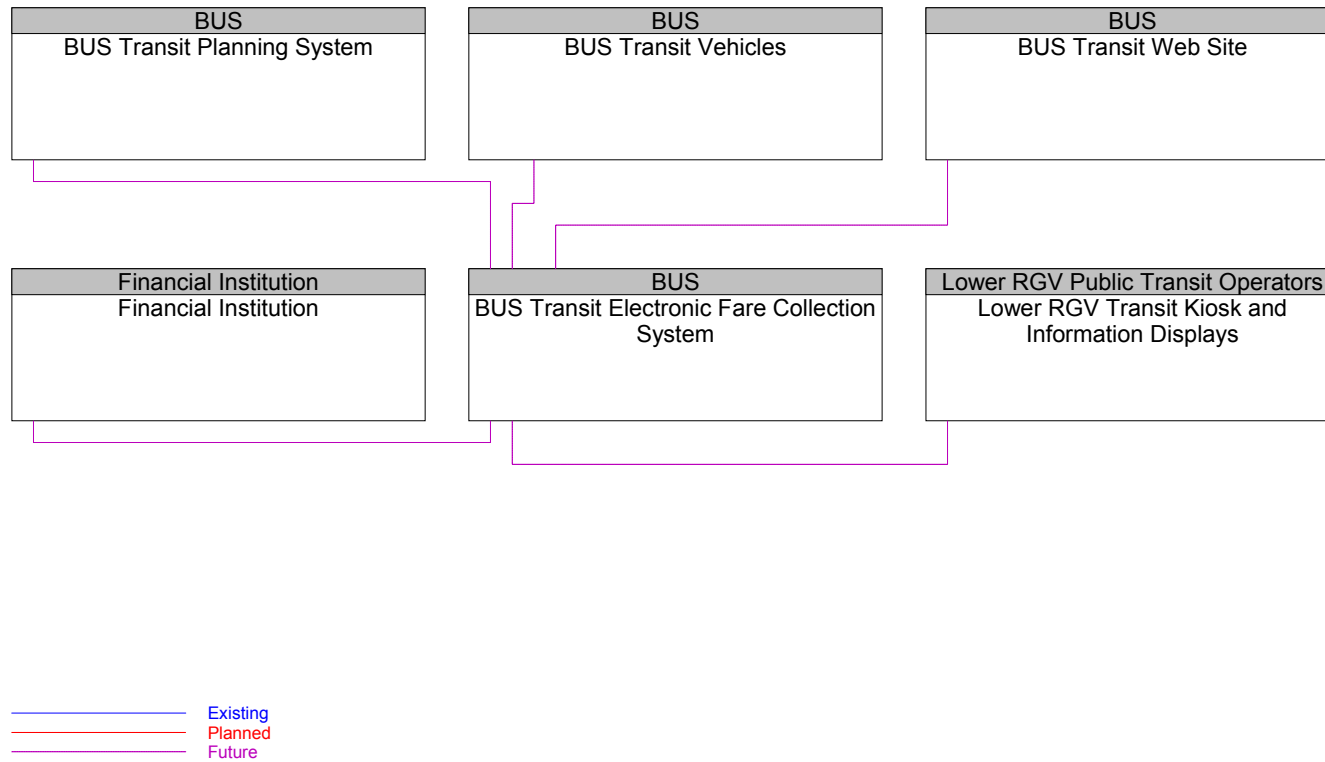 BUS
BUS Transit Planning System
BUS
BUS Transit Vehicles
BUS
BUS Transit Web Site
Financial Institution
Financial Institution
BUS
BUS Transit Electronic Fare Collection
System
Lower RGV Public Transit Operators
Lower RGV Transit Kiosk and
Information Displays
Existing
Planned
Future